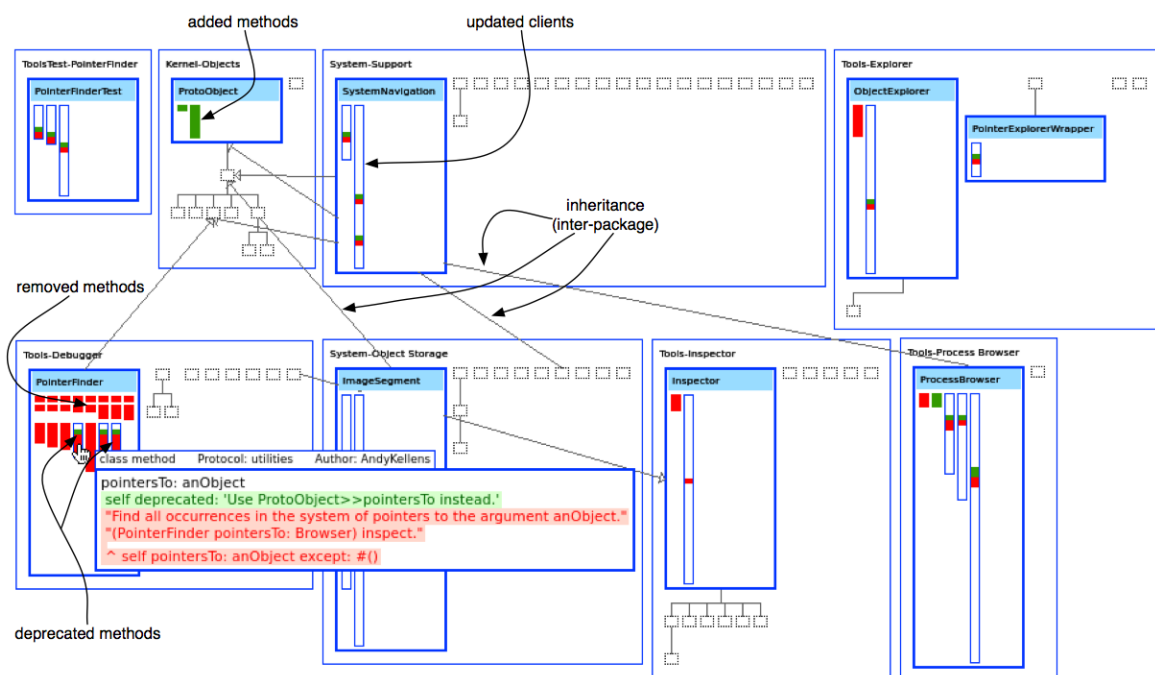 added methods
updated clients
ToolsTest-PointerFinder
Kernel-Objects
System-Support
Tools-Explorer
PointerFinderTest
ProtoObject
SystemNavigation
ObjectExplorer
PointerExplorerWrapper
inheritance
(inter-package)
removed methods
Tools-Debugger
System-Object Storage
Tools-Inspector
Tools-Process Browser
PointerFinder
ImageSegment
Inspector
ProcessBrowser
class method Protocol: utilities Author: AndyKellens
pointersTo: anObject
self deprecated: 'Use ProtoObject>>pointersTo instead.'
"Find all occurrences in the system of pointers to the argument anObject."
"(PointerFinder pointersTo: Browser) inspect."
^ self pointersTo: anObject except: #()
deprecated methods